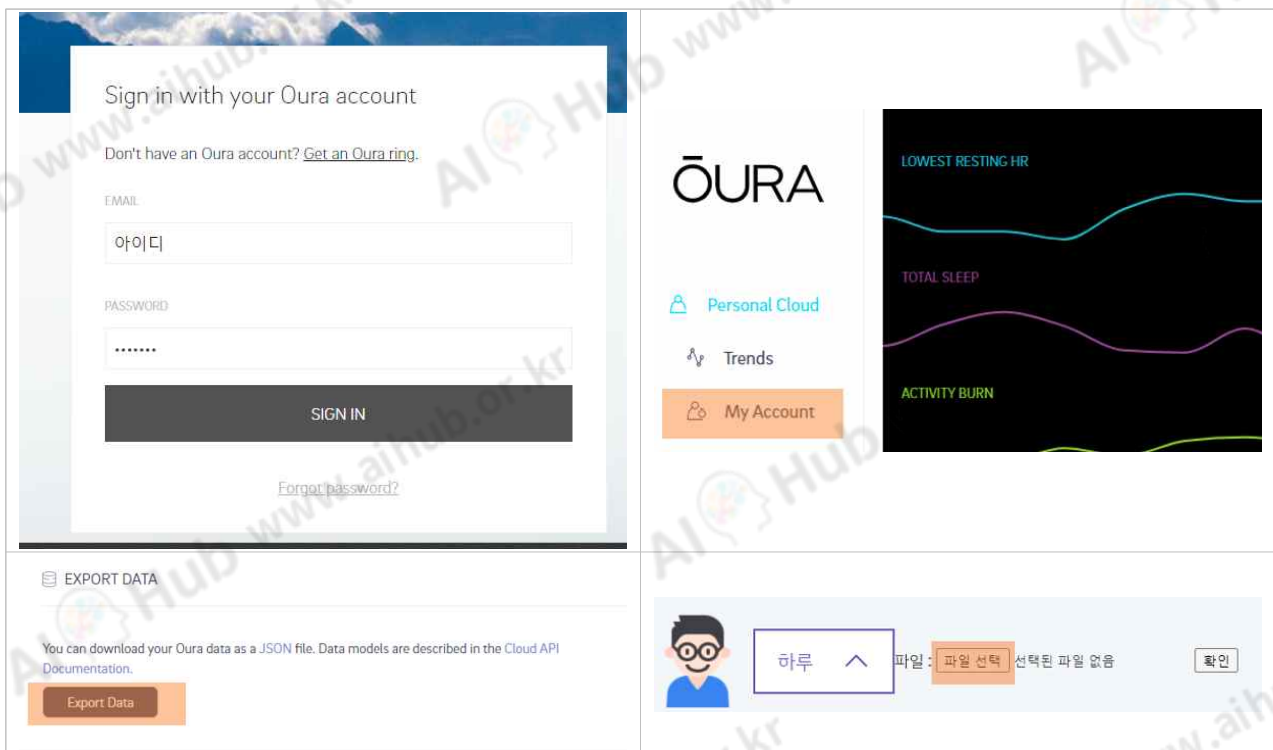 Sign in with your Oura account
Don't have an Oura account? Get an Oura ring.
EMAIL
아이디
PASSWORD
•••••••
SIGN IN
Forgot password?
ŌURA
Personal Cloud
Trends
My Account
LOWEST RESTING HR
TOTAL SLEEP
ACTIVITY BURN
EXPORT DATA
You can download your Oura data as a JSON file. Data models are described in the Cloud API
Documentation.
Export Data
하루
파일 : 파일 선택 선택된 파일 없음
확인
AI Hub www.aihub.or.kr